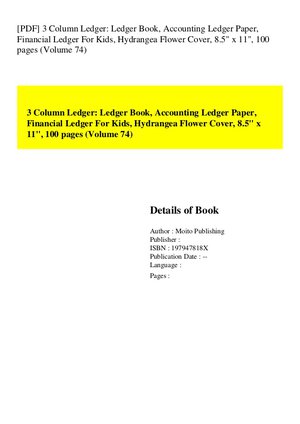 [PDF] 3 Column Ledger: Ledger Book, Accounting Ledger Paper,
Financial Ledger For Kids, Hydrangea Flower Cover, 8.5" x 11", 100
pages (Volume 74)
3 Column Ledger: Ledger Book, Accounting Ledger Paper,
Financial Ledger For Kids, Hydrangea Flower Cover, 8.5" x
11", 100 pages (Volume 74)
Details of Book
Author : Moito Publishing
Publisher :
ISBN : 197947818X
Publication Date : --
Language :
Pages :